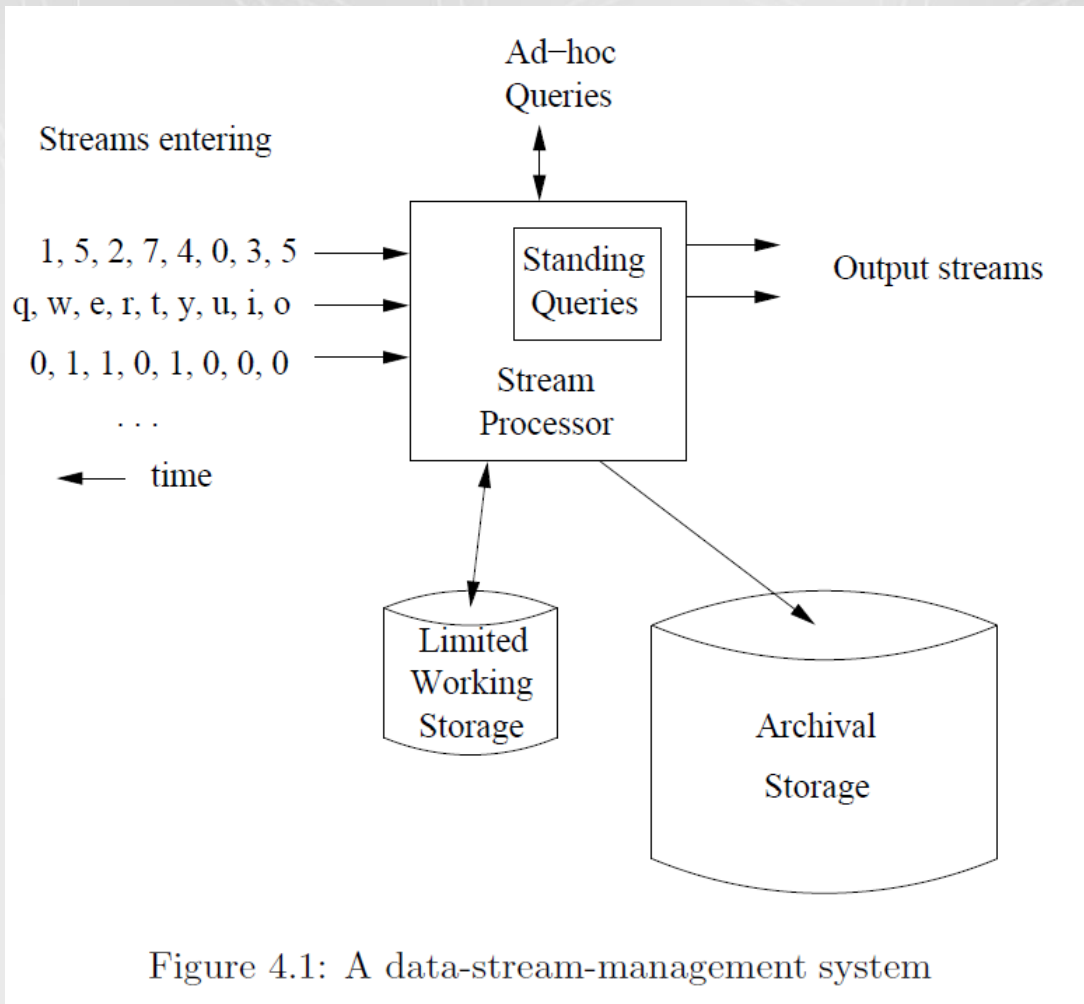 Ad−hoc
Queries
Streams entering
1, 5, 2, 7, 4, 0, 3, 5
q, w, e, r, t, y, u, i, o
0, 1, 1, 0, 1, 0, 0, 0
. . .
time
Standing
Queries
Stream
Processor
Output streams
Limited
Working
Storage
Archival
Storage
Figure 4.1: A data-stream-management system